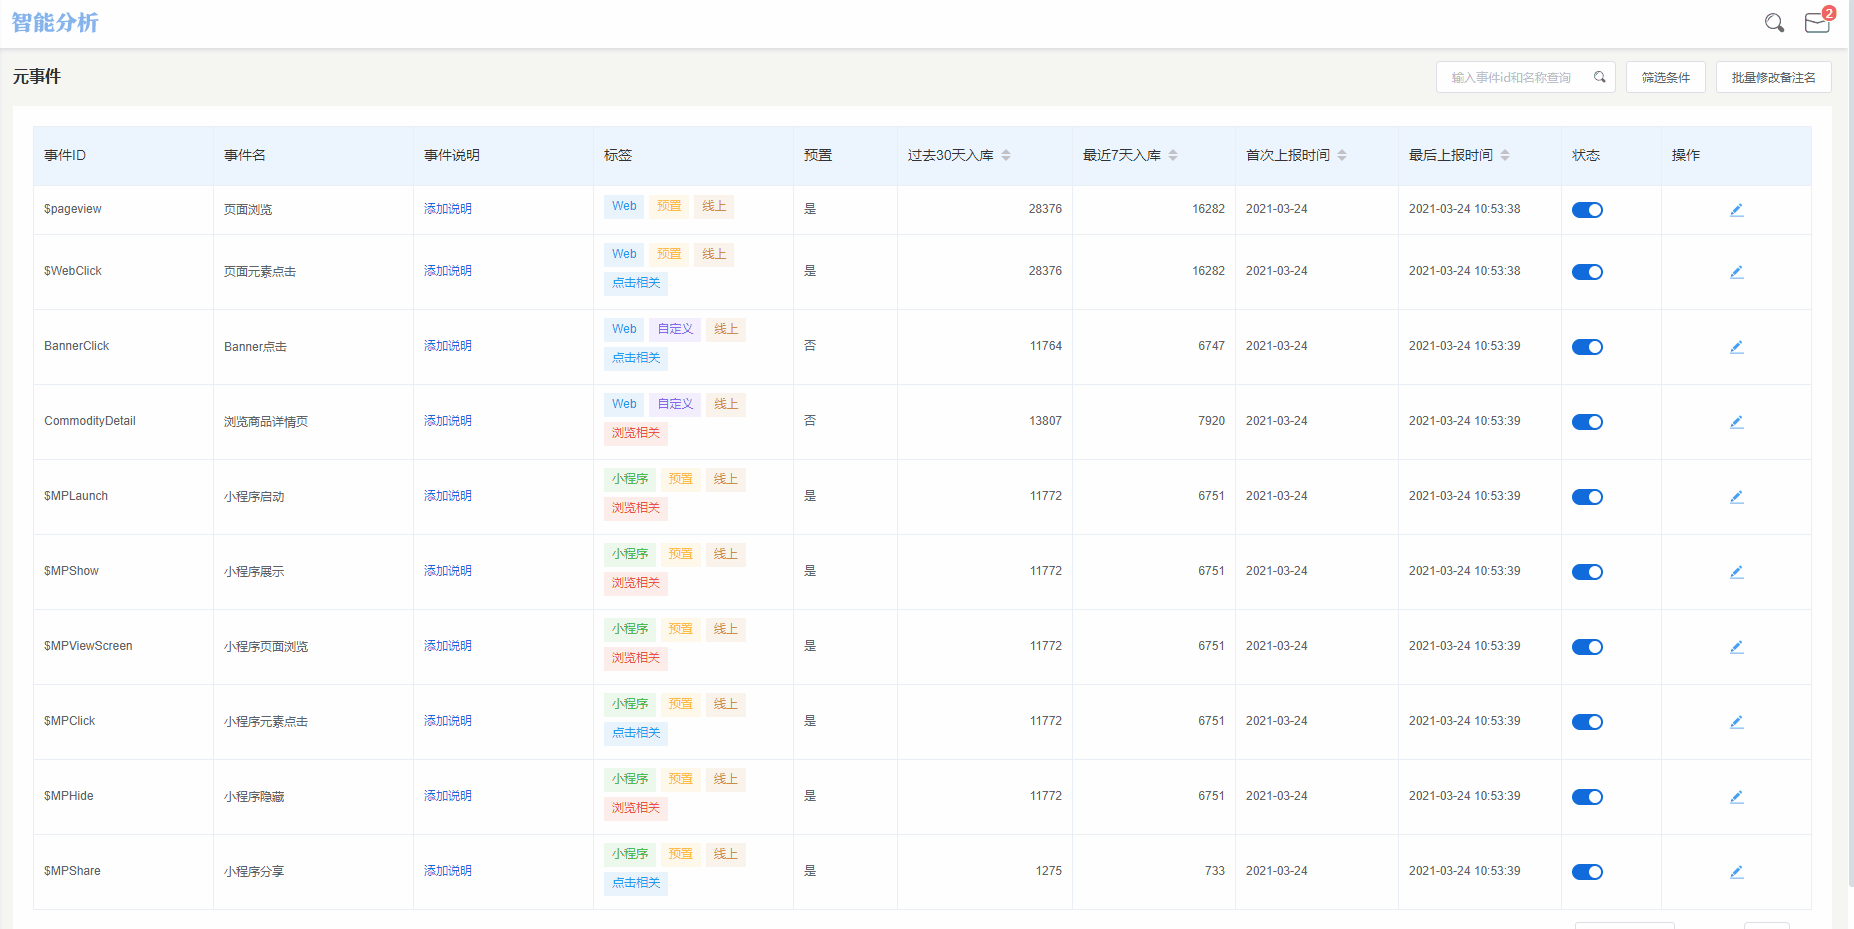 智能分析
2
元事件
输入事件id和名称查询
筛选条件
批量修改备注名
事件ID 事件名 事件说明 标签 预置 过去30天入库 最近7天入库 首次上报时间 最后上报时间 状态 操作
$pageview 页面浏览 添加说明 Web 预置 线上 是 28376 16282 2021-03-24 2021-03-24 10:53:38
$WebClick 页面元素点击 添加说明 Web 预置 线上 是 28376 16282 2021-03-24 2021-03-24 10:53:38
点击相关
BannerClick Banner点击 添加说明 Web 自定义 线上 否 11764 6747 2021-03-24 2021-03-24 10:53:39
点击相关
CommodityDetail 浏览商品详情页 添加说明 Web 自定义 线上 否 13807 7920 2021-03-24 2021-03-24 10:53:39
浏览相关
$MPLaunch 小程序启动 添加说明 小程序 预置 线上 是 11772 6751 2021-03-24 2021-03-24 10:53:39
浏览相关
$MPShow 小程序展示 添加说明 小程序 预置 线上 是 11772 6751 2021-03-24 2021-03-24 10:53:39
浏览相关
$MPViewScreen 小程序页面浏览 添加说明 小程序 预置 线上 是 11772 6751 2021-03-24 2021-03-24 10:53:39
浏览相关
$MPClick 小程序元素点击 添加说明 小程序 预置 线上 是 11772 6751 2021-03-24 2021-03-24 10:53:39
点击相关
$MPHide 小程序隐藏 添加说明 小程序 预置 线上 是 11772 6751 2021-03-24 2021-03-24 10:53:39
浏览相关
$MPShare 小程序分享 添加说明 小程序 预置 线上 是 1275 733 2021-03-24 2021-03-24 10:53:39
点击相关